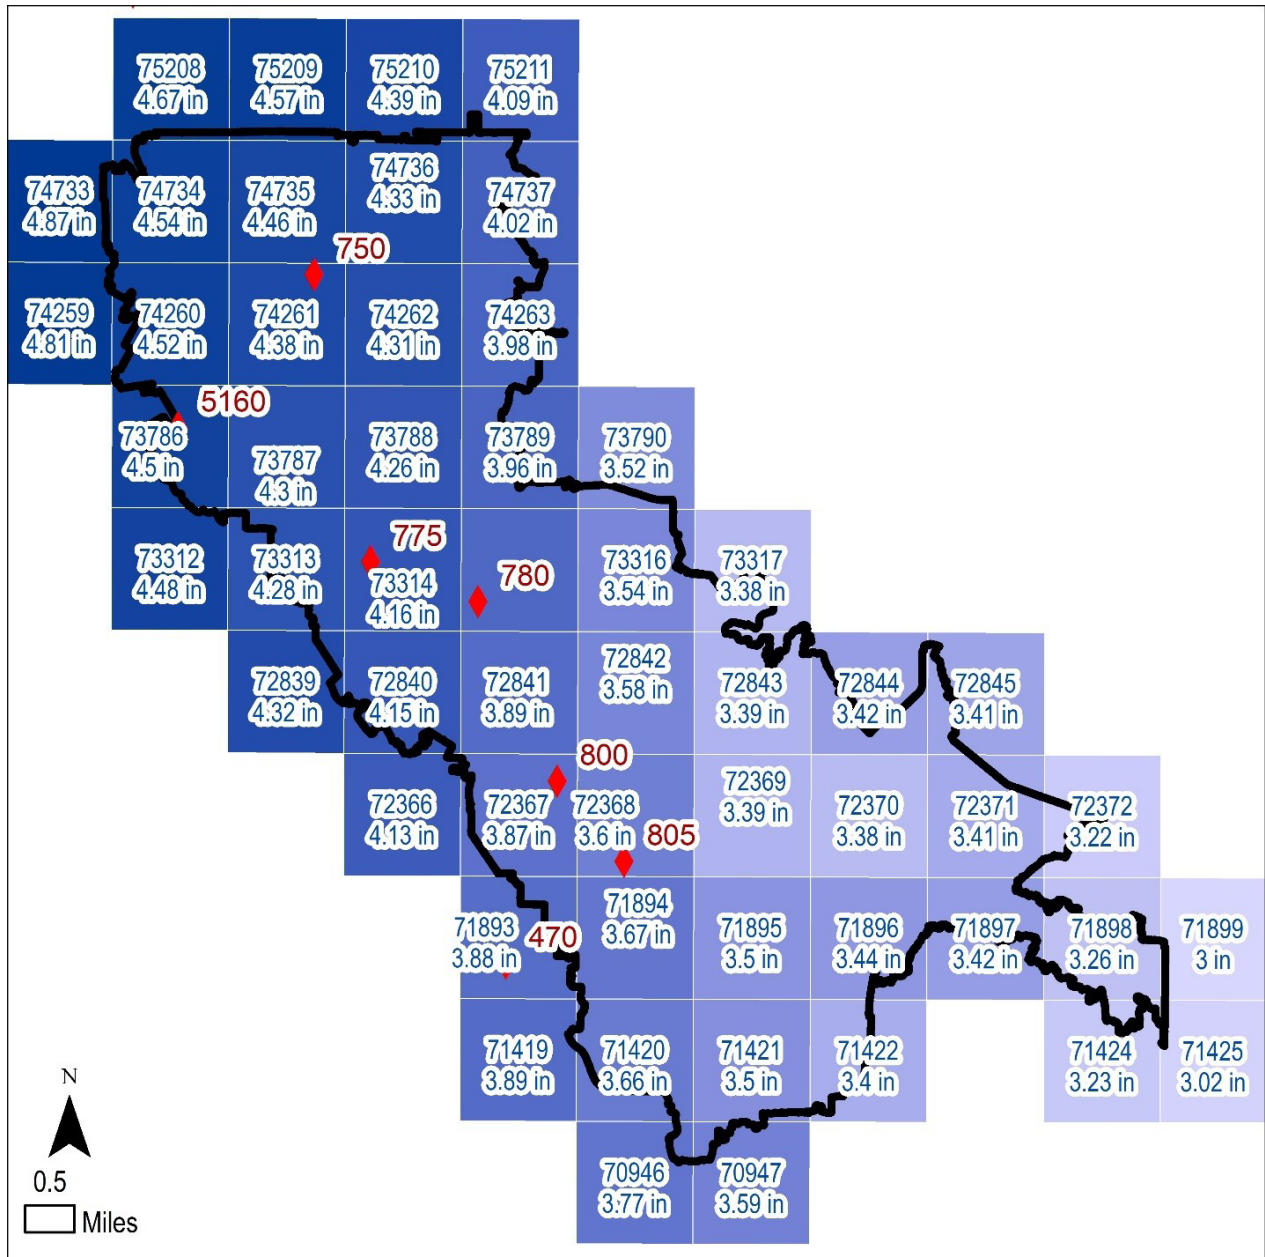 75208
4.67 in
75209
4.57 in
75210
4.39 in
75211
4.09 in
74733
4.87 in
74734
4.54 in
74735
4.46 in
74736
4.33 in
74737
4.02 in
750
74259
4.81 in
74260
4.52 in
74261
4.38 in
74262
4.31 in
74263
3.98 in
5160
73786
4.5 in
73787
4.3 in
73788
4.26 in
73789
3.96 in
73790
3.52 in
775
780
73312
4.48 in
73313
4.28 in
73314
4.16 in
73316
3.54 in
73317
3.38 in
72839
4.32 in
72840
4.15 in
72841
3.89 in
72842
3.58 in
72843
3.39 in
72844
3.42 in
72845
3.41 in
800
72366
4.13 in
72367
3.87 in
72368
3.6 in
805
72369
3.39 in
72370
3.38 in
72371
3.41 in
72372
3.22 in
71893
3.88 in
470
71894
3.67 in
71895
3.5 in
71896
3.44 in
71897
3.42 in
71898
3.26 in
71899
3 in
71419
3.89 in
71420
3.66 in
71421
3.5 in
71422
3.4 in
71424
3.23 in
71425
3.02 in
70946
3.77 in
70947
3.59 in
N
0.5
Miles